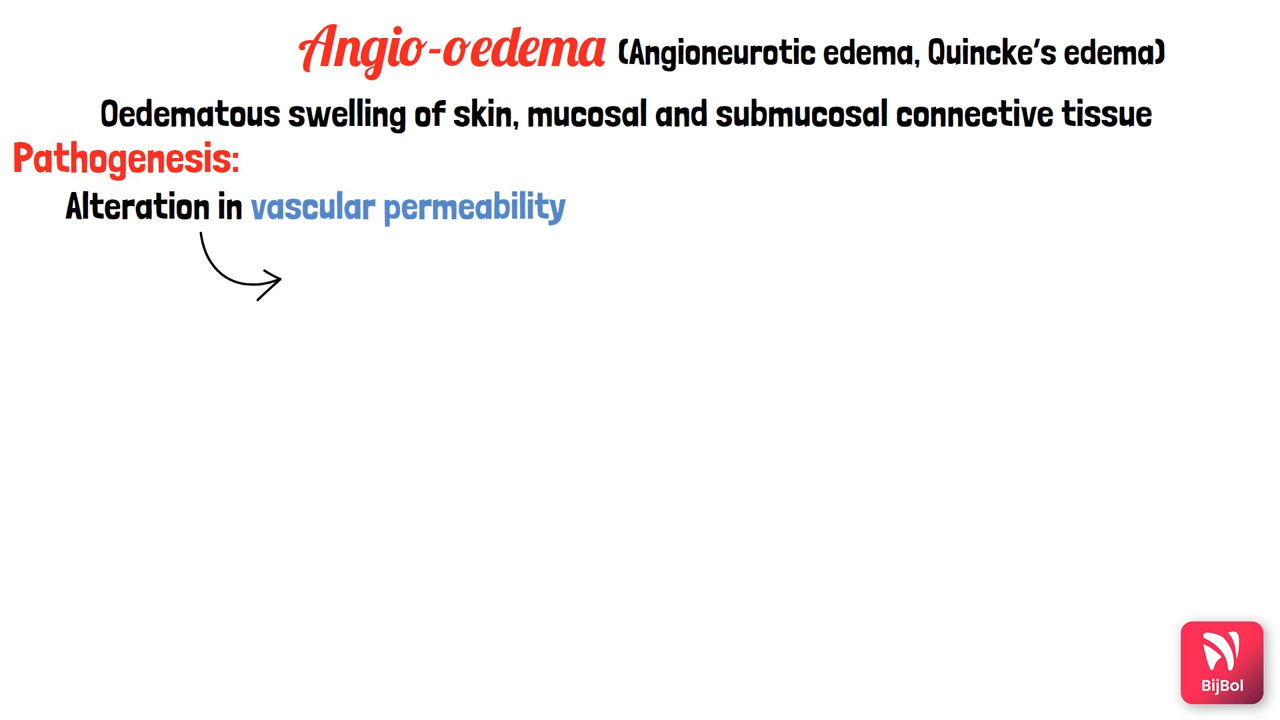 Angio-oedema (Angioneurotic edema, Quincke's edema)
Oedematous swelling of skin, mucosal and submucosal connective tissue
Pathogenesis:
Alteration in vascular permeability
BijBol